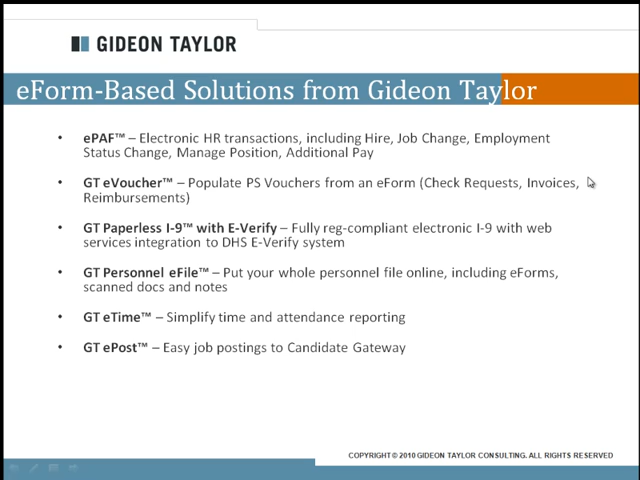 GIDEON TAYLOR
eForm-Based Solutions from Gideon Taylor
• ePAF™ – Electronic HR transactions, including Hire, Job Change, Employment
Status Change, Manage Position, Additional Pay
• GT eVoucher™ – Populate PS Vouchers from an eForm (Check Requests, Invoices,
Reimbursements)
• GT Paperless I-9™ with E-Verify – Fully reg-compliant electronic I-9 with web
services integration to DHS E-Verify system
• GT Personnel eFile™ – Put your whole personnel file online, including eForms,
scanned docs and notes
• GT eTime™ – Simplify time and attendance reporting
• GT ePost™ – Easy job postings to Candidate Gateway
COPYRIGHT © 2010 GIDEON TAYLOR CONSULTING. ALL RIGHTS RESERVED